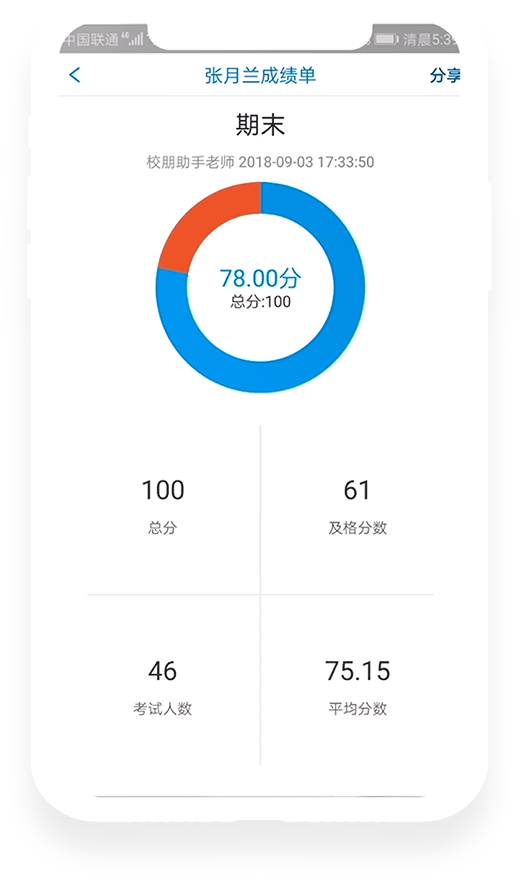 中国联通 4G 清晨5:3
张月兰成绩单 分享
期末
校朋助手老师 2018-09-03 17:33:50
78.00分
总分:100
100 61
总分 及格分数
46 75.15
考试人数 平均分数